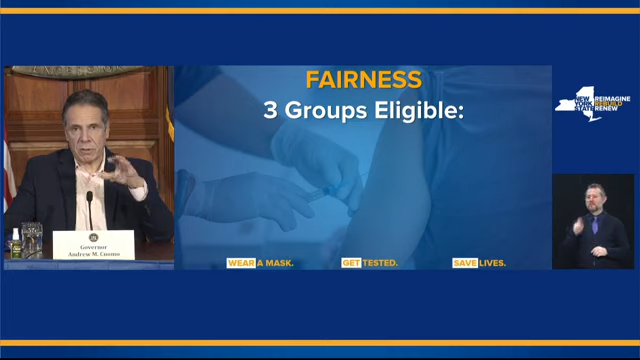 FAIRNESS
3 Groups Eligible:
NEW
YORK
STATE
REIMAGINE
REBUILD
RENEW
Governor
Andrew M. Cuomo
WEAR A MASK.
GET TESTED.
SAVE LIVES.